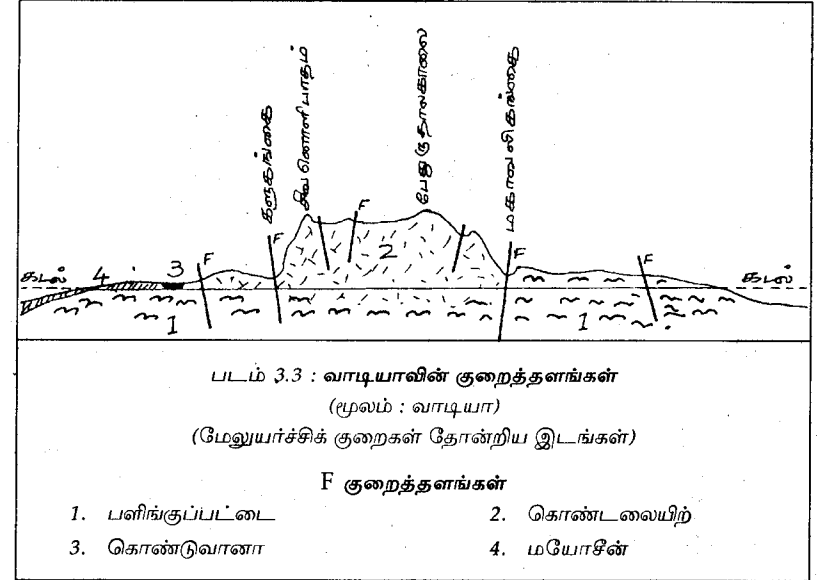 களுகங்கை
சிவனொளிபாதம்
பேதுருதாலகாலை
மகாவலிகங்கை
F
F
F
F
F
கடல்
4
3
2
கடல்
1
1
படம் 3.3 : வாடியாவின் குறைத்தளங்கள்
(மூலம் : வாடியா)
(மேலுயர்ச்சிக் குறைகள் தோன்றிய இடங்கள்)
F குறைத்தளங்கள்
1. பளிங்குப்பட்டை 2. கொண்டலையிற்
3. கொண்டுவானா 4. மயோசீன்